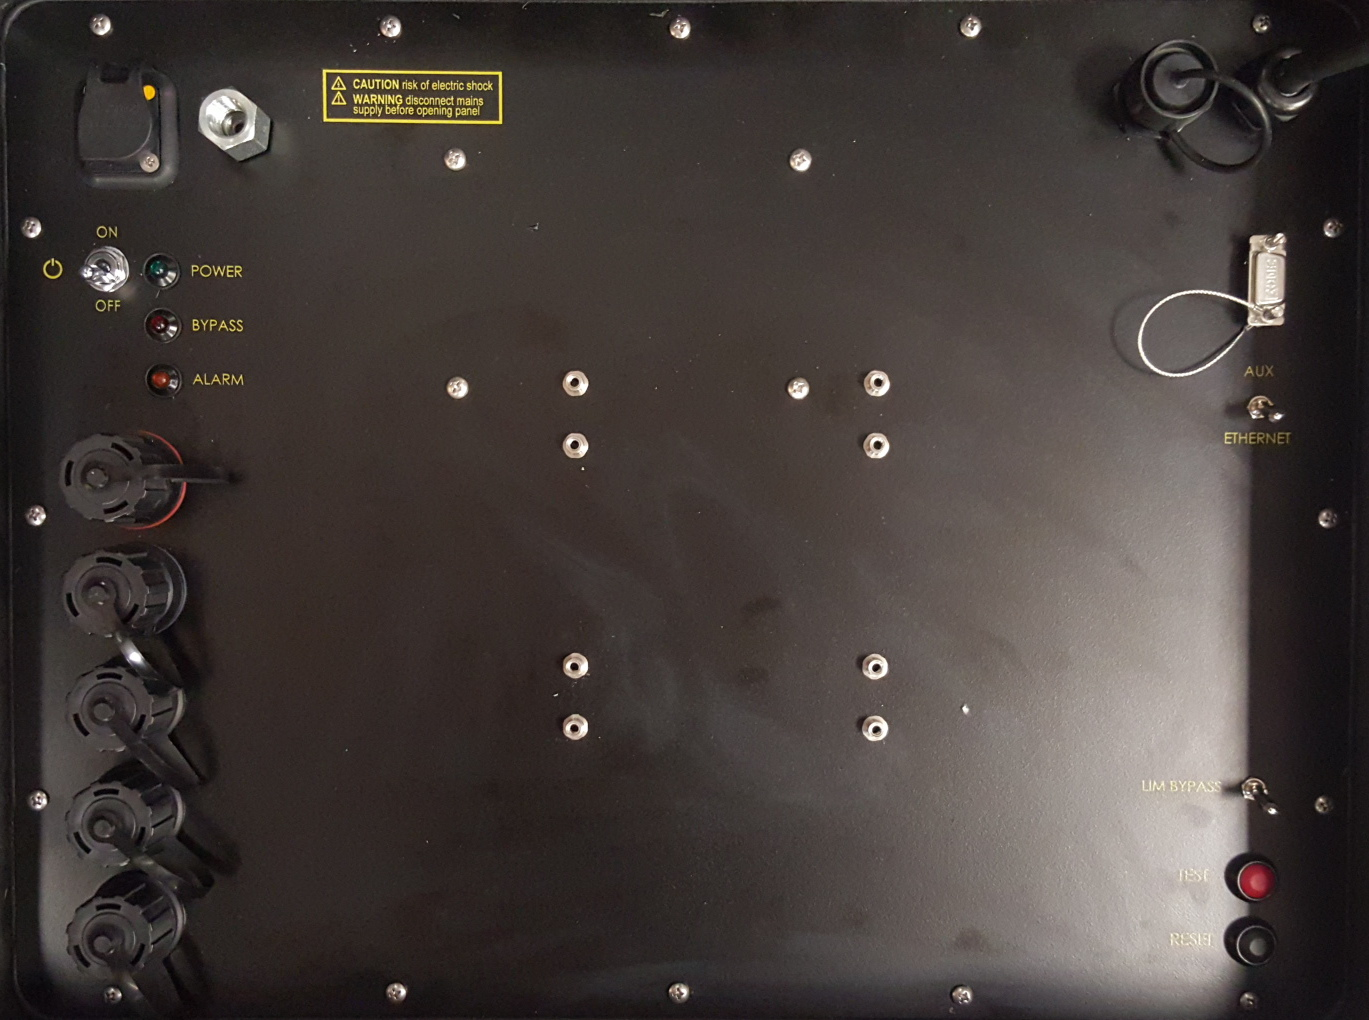 CAUTION risk of electric shock
WARNING disconnect mains
supply before opening panel
ON
OFF
POWER
BYPASS
ALARM
AUX
ETHERNET
LIM BYPASS
TEST
RESET